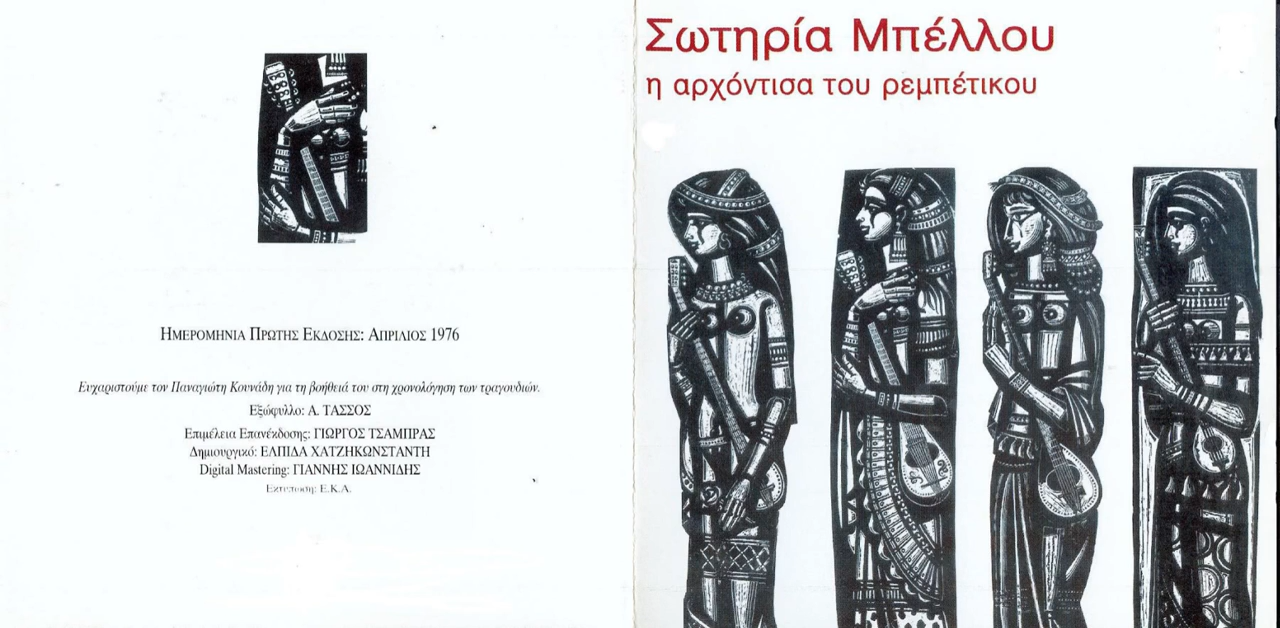 ΗΜΕΡΟΜΗΝΙΑ ΠΡΩΤΗΣ ΕΚΔΟΣΗΣ: ΑΠΡΙΛΙΟΣ 1976
Ευχαριστούμε τον Παναγιώτη Κουνάδη για τη βοήθειά του στη χρονολόγηση των τραγουδιών.
Εξώφυλλο: Α. ΤΑΣΣΟΣ
Επιμέλεια Επανέκδοσης: ΓΙΩΡΓΟΣ ΤΣΑΜΠΡΑΣ
Δημιουργικό: ΕΛΠΙΔΑ ΧΑΤΖΗΚΩΝΣΤΑΝΤΗ
Digital Mastering: ΓΙΑΝΝΗΣ ΙΩΑΝΝΙΔΗΣ
Εκτύπωση: Ε.Κ.Α.
Σωτηρία Μπέλλου
η αρχόντισα του ρεμπέτικου